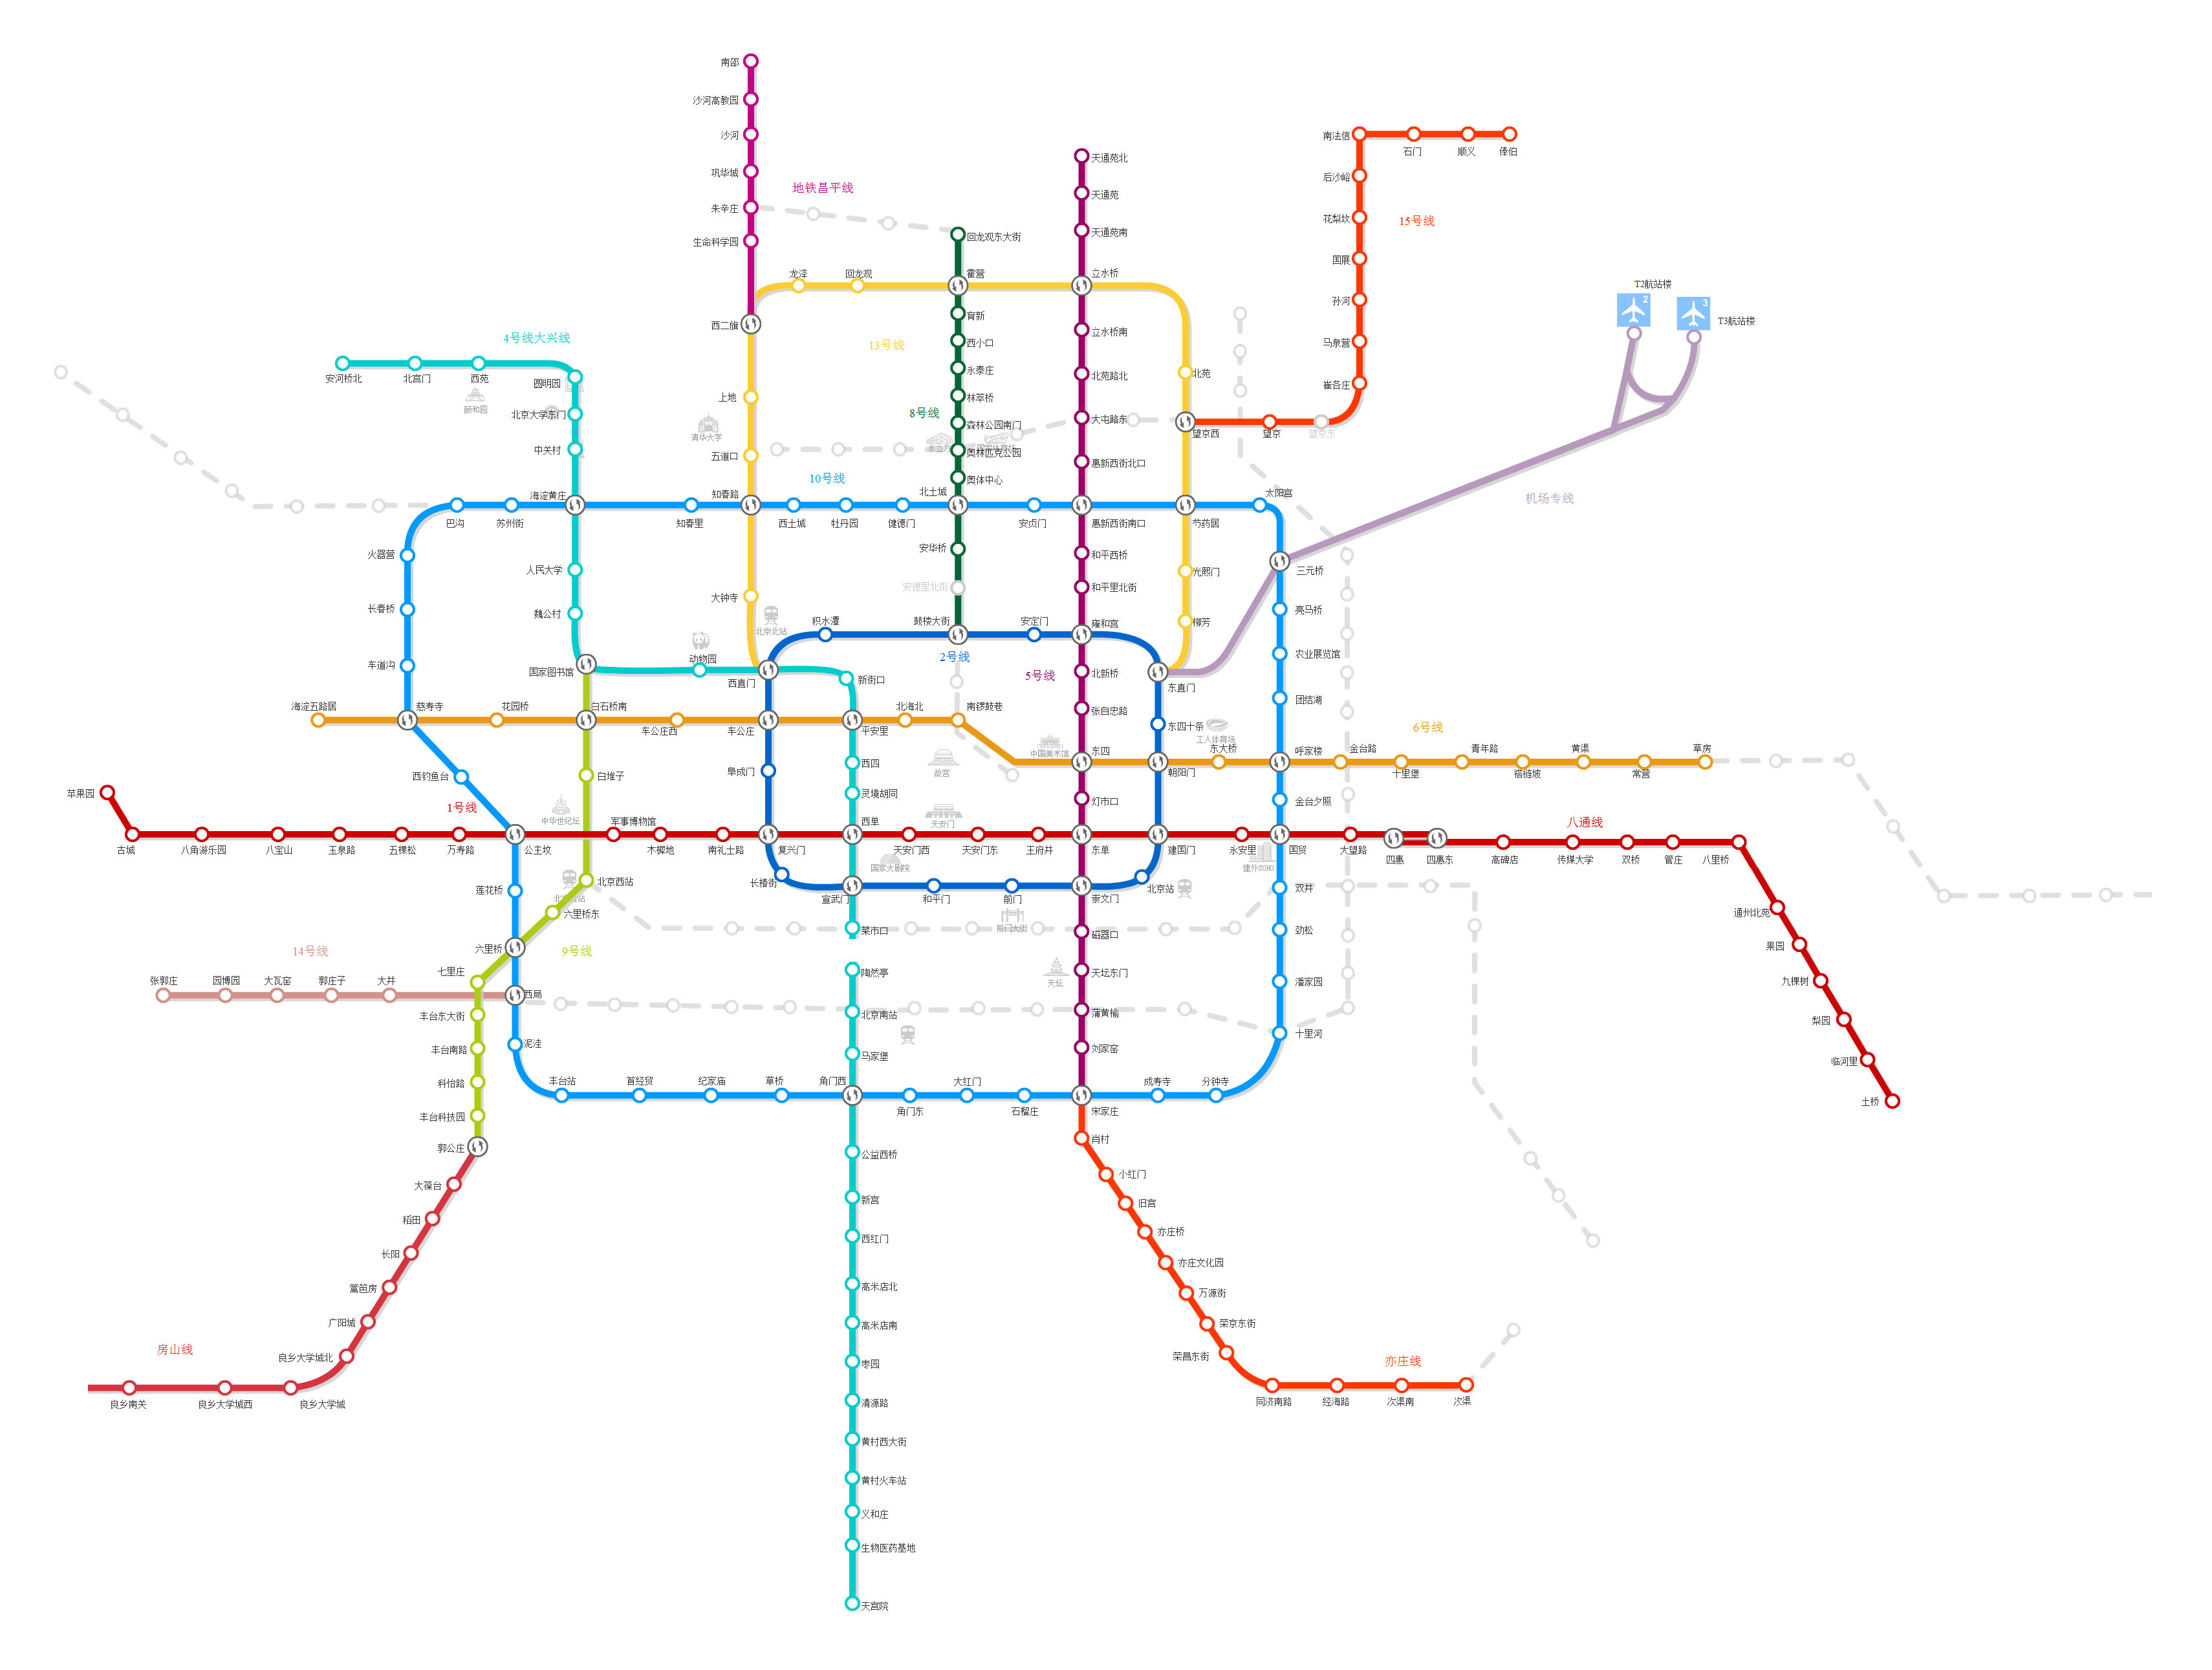 南邵
沙河高教园
沙河
巩华城
朱辛庄
生命科学园
地铁昌平线
西二旗
龙泽
回龙观
霍营
回龙观东大街
育新
西小口
永泰庄
林萃桥
森林公园南门
奥林匹克公园
奥体中心
8号线
13号线
天通苑北
天通苑
天通苑南
立水桥
立水桥南
北苑路北
大屯路东
惠新西街北口
南法信
石门
顺义
俸伯
后沙峪
花梨坎
国展
孙河
马泉营
崔各庄
15号线
北苑
望京西
望京
望京东
T2航站楼
2
3
T3航站楼
机场专线
4号线大兴线
安河桥北
北宫门
西苑
圆明园
颐和园
北京大学东门
中关村
上地
清华大学
五道口
10号线
巴沟
苏州街
海淀黄庄
知春里
知春路
西土城
牡丹园
健德门
北土城
安贞门
惠新西街南口
芍药居
太阳宫
火器营
长春桥
车道沟
人民大学
魏公村
大钟寺
安华桥
安德里北街
和平西桥
和平里北街
光熙门
柳芳
三元桥
亮马桥
农业展览馆
团结湖
北京北站
积水潭
鼓楼大街
安定门
雍和宫
2号线
5号线
国家图书馆
动物园
西直门
新街口
北新桥
东直门
张自忠路
东四十条
工人体育场
海淀五路居
慈寿寺
花园桥
白石桥南
车公庄西
车公庄
平安里
北海北
南锣鼓巷
中国美术馆
东四
朝阳门
东大桥
呼家楼
金台路
十里堡
6号线
青年路
褡裢坡
黄渠
常营
草房
西钓鱼台
白堆子
阜成门
西四
灵境胡同
故宫
灯市口
金台夕照
苹果园
1号线
中华世纪坛
天安门
古城
八角游乐园
八宝山
玉泉路
五棵松
万寿路
公主坟
军事博物馆
木樨地
南礼士路
复兴门
西单
天安门西
天安门东
王府井
东单
建国门
永安里
国贸
大望路
四惠
四惠东
八通线
高碑店
传媒大学
双桥
管庄
八里桥
通州北苑
果园
九棵树
梨园
临河里
土桥
建外SOHO
国家大剧院
莲花桥
北京西站
六里桥东
长椿街
宣武门
和平门
前门
前门大街
崇文门
北京站
双井
劲松
潘家园
十里河
菜市口
磁器口
天坛东门
天坛
14号线
9号线
六里桥
七里庄
张郭庄
园博园
大瓦窑
郭庄子
大井
西局
丰台东大街
丰台南路
科怡路
丰台科技园
郭公庄
泥洼
陶然亭
北京南站
马家堡
蒲黄榆
刘家窑
丰台站
首经贸
纪家庙
草桥
角门西
角门东
大红门
石榴庄
宋家庄
成寿寺
分钟寺
大葆台
稻田
长阳
篱笆房
广阳城
良乡大学城北
房山线
良乡南关
良乡大学城西
良乡大学城
公益西桥
新宫
西红门
高米店北
高米店南
枣园
清源路
黄村西大街
黄村火车站
义和庄
生物医药基地
天宫院
肖村
小红门
旧宫
亦庄桥
亦庄文化园
万源街
荣京东街
荣昌东街
亦庄线
同济南路
经海路
次渠南
次渠